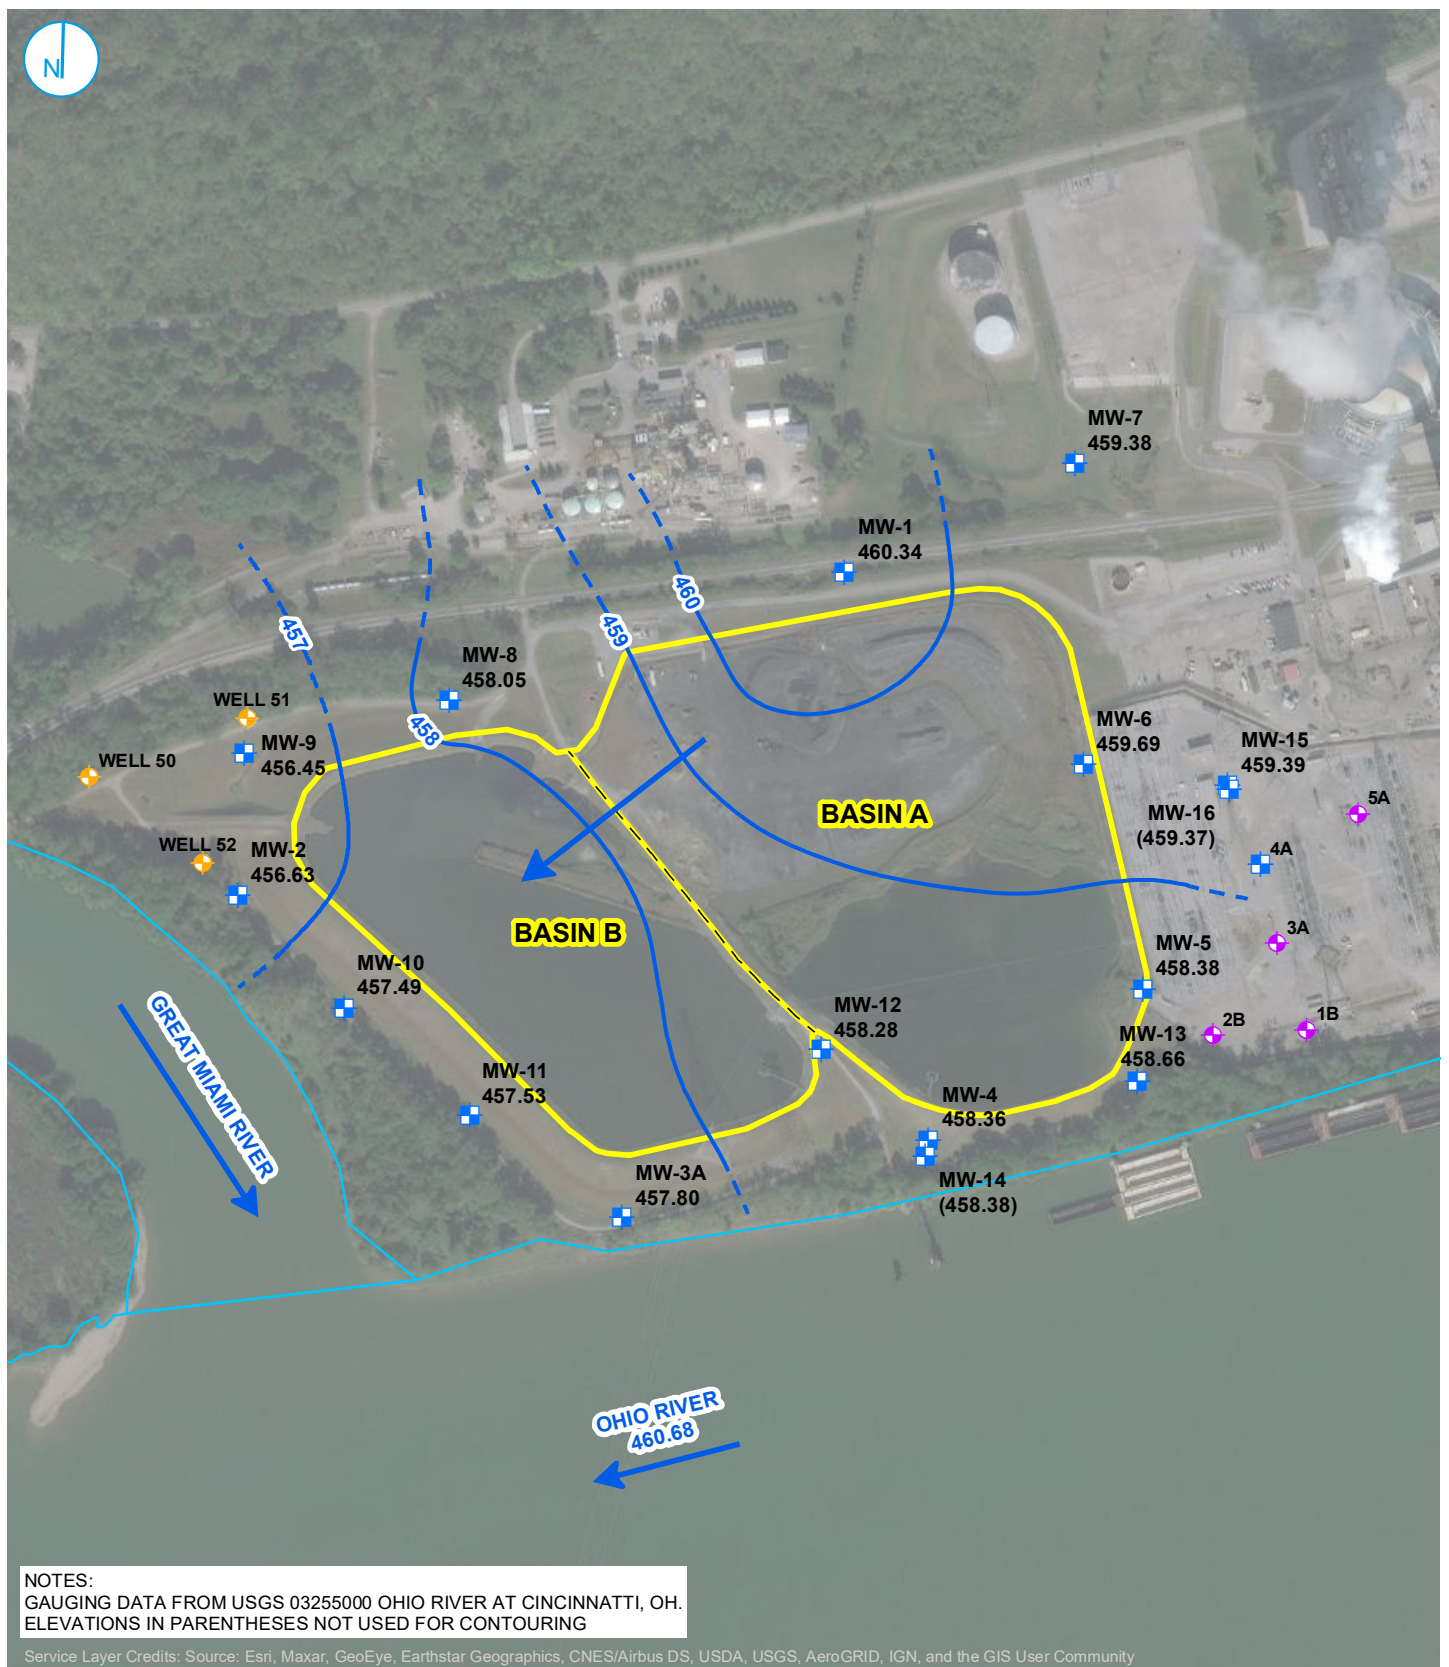 N
MW-7
459.38
MW-1
460.34
460
459
457
MW-8
458.05
WELL 51
458
MW-6
459.69
MW-9
456.45
WELL 50
MW-15
459.39
5A
BASIN A
MW-16
(459.37)
WELL 52
MW-2
456.63
4A
BASIN B
3A
MW-5
458.38
MW-10
457.49
GREAT MIAMI RIVER
MW-12
458.28
2B
1B
MW-13
458.66
MW-11
457.53
MW-4
458.36
MW-3A
457.80
MW-14
(458.38)
OHIO RIVER
460.68
NOTES:
GAUGING DATA FROM USGS 03255000 OHIO RIVER AT CINCINNATTI, OH.
ELEVATIONS IN PARENTHESES NOT USED FOR CONTOURING
Service Layer Credits: Source: Esri, Maxar, GeoEye, Earthstar Geographics, CNES/Airbus DS, USDA, USGS, AeroGRID, IGN, and the GIS User Community